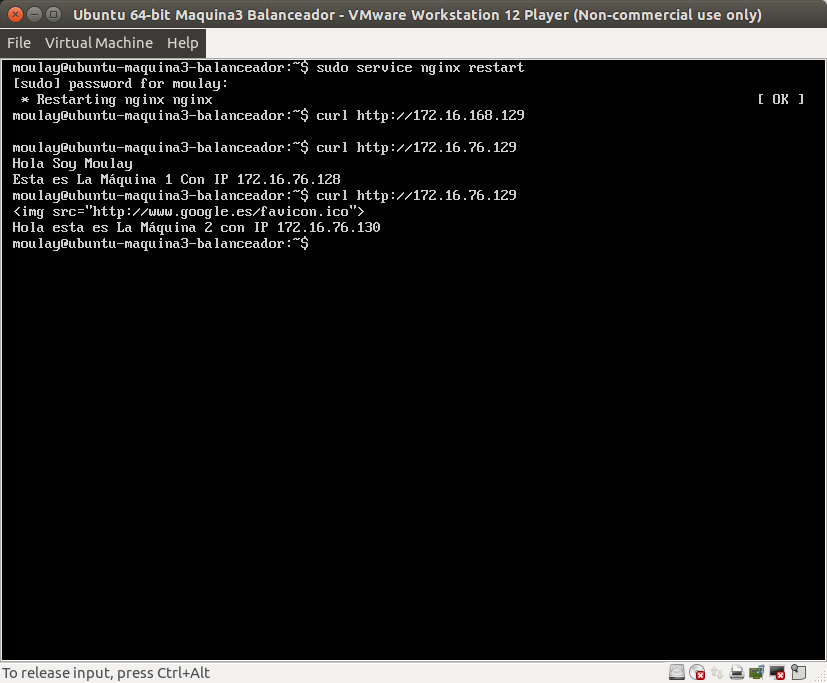 Ubuntu 64-bit Maquina3 Balanceador - VMware Workstation 12 Player (Non-commercial use only)
File Virtual Machine Help
moulay@ubuntu-maquina3-balanceador:~$ sudo service nginx restart
[sudo] password for moulay:
* Restarting nginx nginx [ OK ]
moulay@ubuntu-maquina3-balanceador:~$ curl http://172.16.168.129
moulay@ubuntu-maquina3-balanceador:~$ curl http://172.16.76.129
Hola Soy Moulay
Esta es La Máquina 1 Con IP 172.16.76.128
moulay@ubuntu-maquina3-balanceador:~$ curl http://172.16.76.129
<img src="http://www.google.es/favicon.ico">
Hola esta es La Máquina 2 con IP 172.16.76.130
moulay@ubuntu-maquina3-balanceador:~$
To release input, press Ctrl+Alt